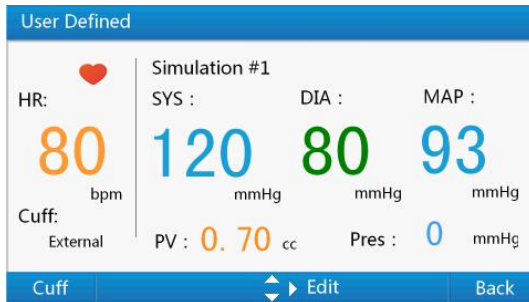 User Defined
Simulation #1
HR:
SYS : DIA : MAP :
80 120 80 93
bpm mmHg mmHg mmHg
Cuff:
External
PV : 0. 70 cc Pres : 0 mmHg
Cuff Edit Back